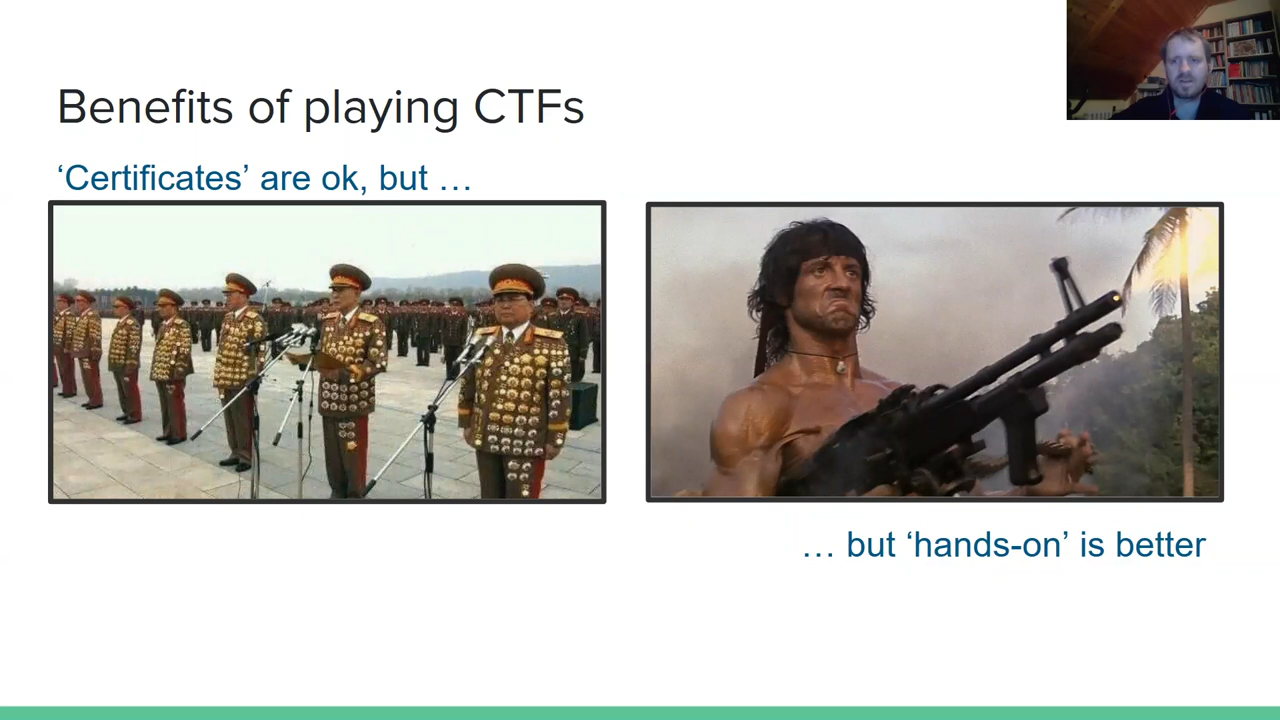 Benefits of playing CTFs
‘Certificates’ are ok, but …
… but ‘hands-on’ is better